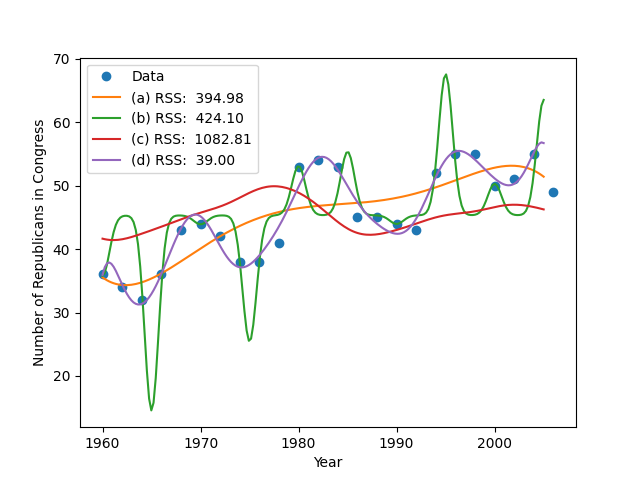 70
60
50
40
30
20
1960
1970
1980
1990
2000
Year
Number of Republicans in Congress
Data
(a) RSS: 394.98
(b) RSS: 424.10
(c) RSS: 1082.81
(d) RSS: 39.00